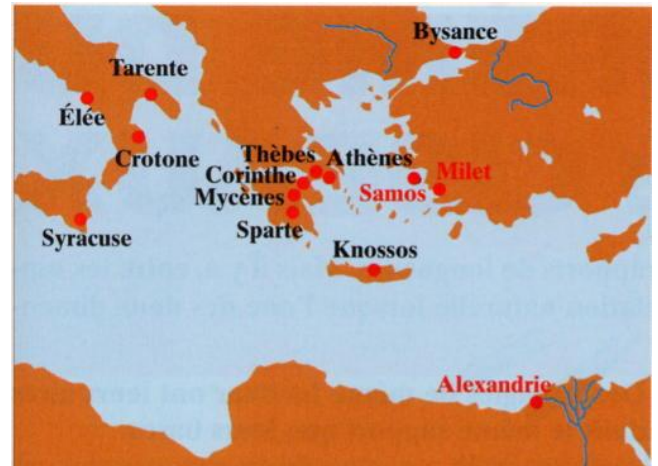 Bysance
Tarente
Élée
Crotone
Thèbes
Athènes
Corinthe
Milet
Samos
Mycènes
Sparte
Syracuse
Knossos
Alexandrie